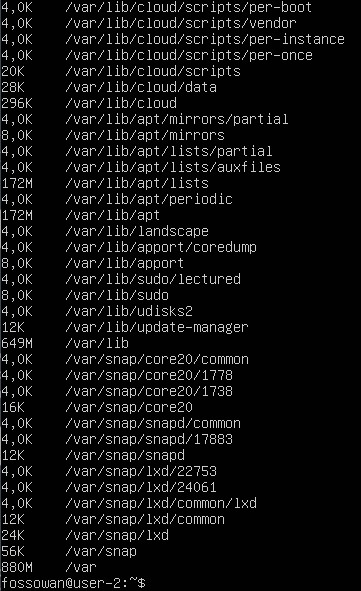 4,0K /var/lib/cloud/scripts/per-boot
4,0K /var/lib/cloud/scripts/vendor
4,0K /var/lib/cloud/scripts/per-instance
4,0K /var/lib/cloud/scripts/per-once
20K /var/lib/cloud/scripts
28K /var/lib/cloud/data
296K /var/lib/cloud
4,0K /var/lib/apt/mirrors/partial
8,0K /var/lib/apt/mirrors
4,0K /var/lib/apt/lists/partial
4,0K /var/lib/apt/lists/auxfiles
172M /var/lib/apt/lists
4,0K /var/lib/apt/periodic
172M /var/lib/apt
4,0K /var/lib/landscape
4,0K /var/lib/apport/coredump
8,0K /var/lib/apport
4,0K /var/lib/sudo/lectured
8,0K /var/lib/sudo
4,0K /var/lib/udisks2
12K /var/lib/update-manager
649M /var/lib
4,0K /var/snap/core20/common
4,0K /var/snap/core20/1778
4,0K /var/snap/core20/1738
16K /var/snap/core20
4,0K /var/snap/snapd/common
4,0K /var/snap/snapd/17883
12K /var/snap/snapd
4,0K /var/snap/lxd/22753
4,0K /var/snap/lxd/24061
4,0K /var/snap/lxd/common/lxd
12K /var/snap/lxd/common
24K /var/snap/lxd
56K /var/snap
880M /var
fossowan@user-2:~$